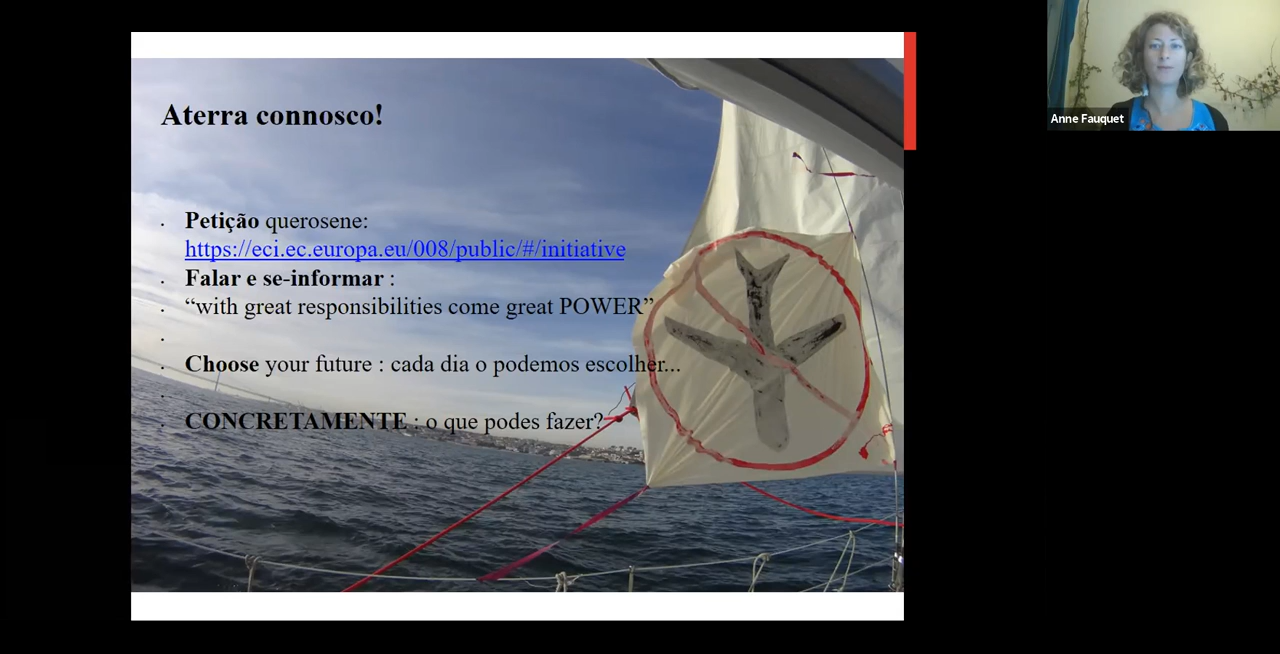 Aterra connosco!
Petição querosene:
https://eci.ec.europa.eu/008/public/#/initiative
Falar e se-informar :
“with great responsibilities come great POWER”
Choose your future : cada dia o podemos escolher...
CONCRETAMENTE : o que podes fazer?
Anne Fauquet